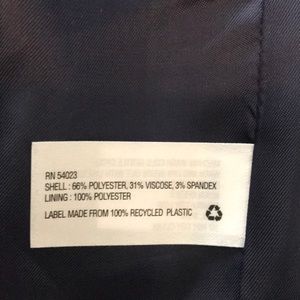 RN 54023
SHELL : 66% POLYESTER, 31% VISCOSE, 3% SPANDEX
LINING : 100% POLYESTER
LABEL MADE FROM 100% RECYCLED PLASTIC